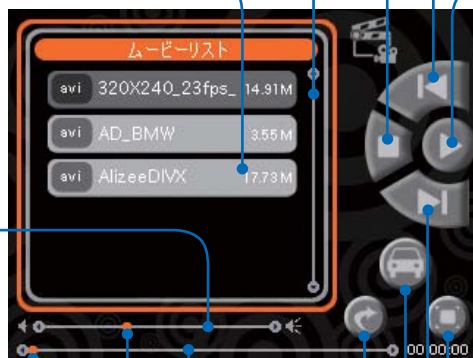 ムービーリスト
avi 320X240_23fps_ 14.91M
avi AD_BMW 3.55M
avi AlizeeDIVX 17.73M
00:00:00